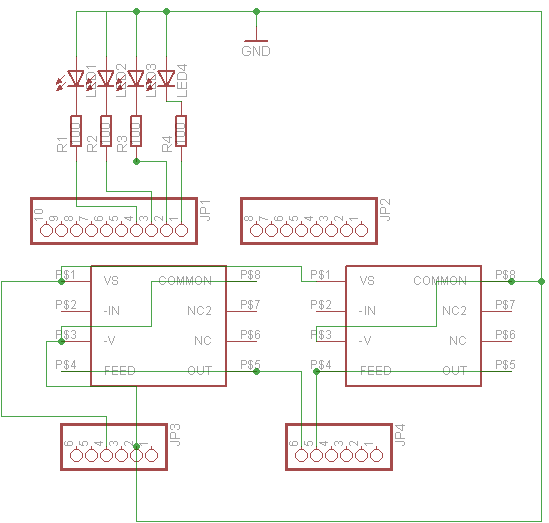 GND
LED1 LED2 LED3 LED4
R1 100 R2 100 R3 100 R4 100
10 9 8 7 6 5 4 3 2 1 JP1
8 7 6 5 4 3 2 1 JP2
P$1 VS COMMON P$8
P$2 -IN NC2 P$7
P$3 -V NC P$6
P$4 FEED OUT P$5
P$1 VS COMMON P$8
P$2 -IN NC2 P$7
P$3 -V NC P$6
P$4 FEED OUT P$5
6 5 4 3 2 1 JP3
6 5 4 3 2 1 JP4